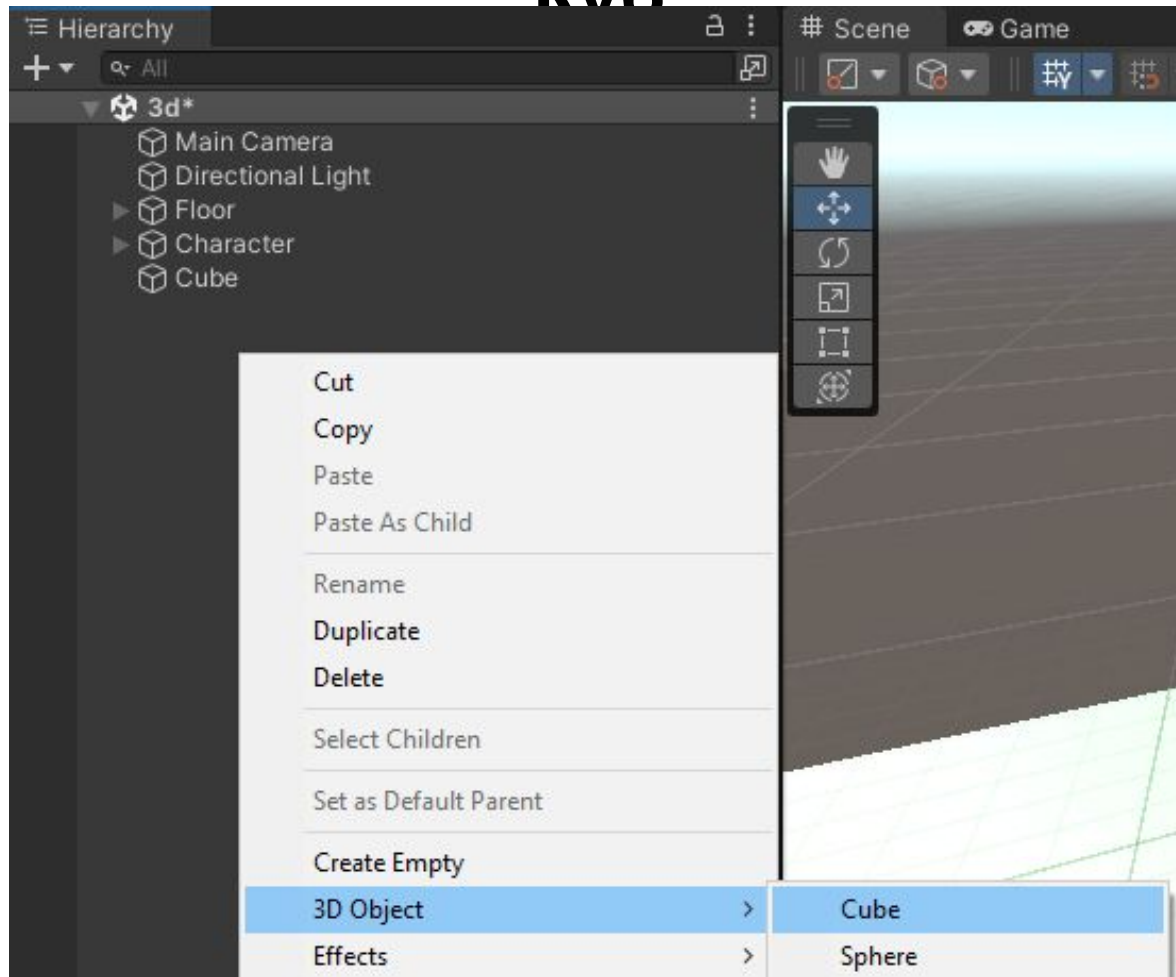 Hierarchy
# Scene
Game
All
3d*
Main Camera
Directional Light
Floor
Character
Cube
Cut
Copy
Paste
Paste As Child
Rename
Duplicate
Delete
Select Children
Set as Default Parent
Create Empty
3D Object >
Cube
Effects >
Sphere